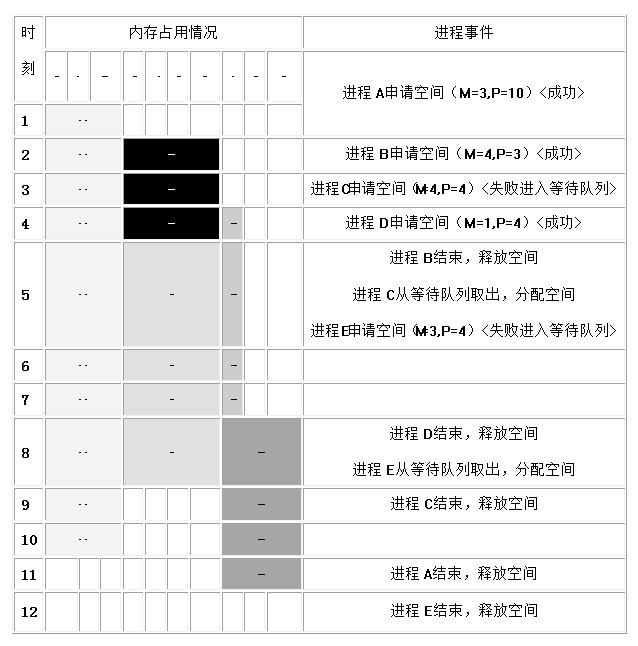 时刻 内存占用情况 进程事件
- · - - · - - · - -
1 -- 进程 A申请空间（M=3,P=10）<成功>
2 -- - 进程 B申请空间（M=4,P=3）<成功>
3 -- - 进程C申请空间（M=4,P=4）<失败进入等待队列>
4 -- - - 进程 D申请空间（M=1,P=4）<成功>
进程 B结束，释放空间
5 -- - - 进程 C从等待队列取出，分配空间
进程E申请空间（M=3,P=4）<失败进入等待队列>
6 -- - -
7 -- - -
进程 D结束，释放空间
8 -- - -
进程 E从等待队列取出，分配空间
9 -- - 进程 C结束，释放空间
10 -- -
11 - 进程 A结束，释放空间
12 进程 E结束，释放空间